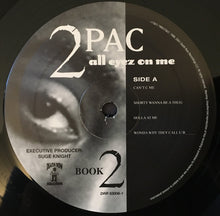 2PAC
all eyez on me
SIDE A
CAN'T C ME
SHORTY WANNA BE A THUG
HOLLA AT ME
WONDA WHY THEY CALL U B
EXECUTIVE PRODUCER:
SUGE KNIGHT
BOOK 2